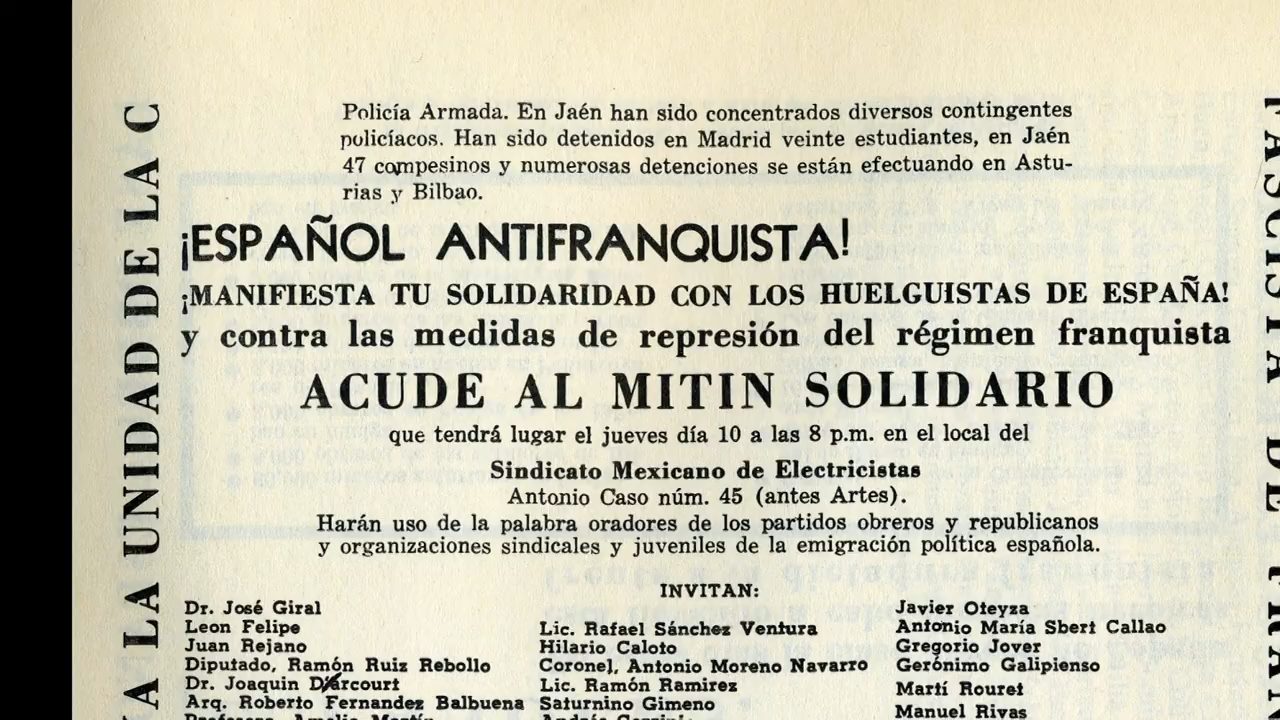 Policía Armada. En Jaén han sido concentrados diversos contingentes
policíacos. Han sido detenidos en Madrid veinte estudiantes, en Jaén
47 campesinos y numerosas detenciones se están efectuando en Astu-
rias y Bilbao.
¡ESPAÑOL ANTIFRANQUISTA!
¡MANIFIESTA TU SOLIDARIDAD CON LOS HUELGUISTAS DE ESPAÑA!
y contra las medidas de represión del régimen franquista
ACUDE AL MITIN SOLIDARIO
que tendrá lugar el jueves día 10 a las 8 p.m. en el local del
Sindicato Mexicano de Electricistas
Antonio Caso núm. 45 (antes Artes).
Harán uso de la palabra oradores de los partidos obreros y republicanos
y organizaciones sindicales y juveniles de la emigración política española.
INVITAN:
Dr. José Giral
Leon Felipe
Juan Rejano
Diputado, Ramón Ruiz Rebollo
Dr. Joaquin D'arcourt
Arq. Roberto Fernandez Balbuena
Lic. Rafael Sánchez Ventura
Hilario Caloto
Coronel, Antonio Moreno Navarro
Lic. Ramón Ramirez
Saturnino Gimeno
Javier Oteyza
Antonio María Sbert Callao
Gregorio Jover
Gerónimo Galipienso
Martí Rouret
Manuel Rivas
A LA UNIDAD DE LA C